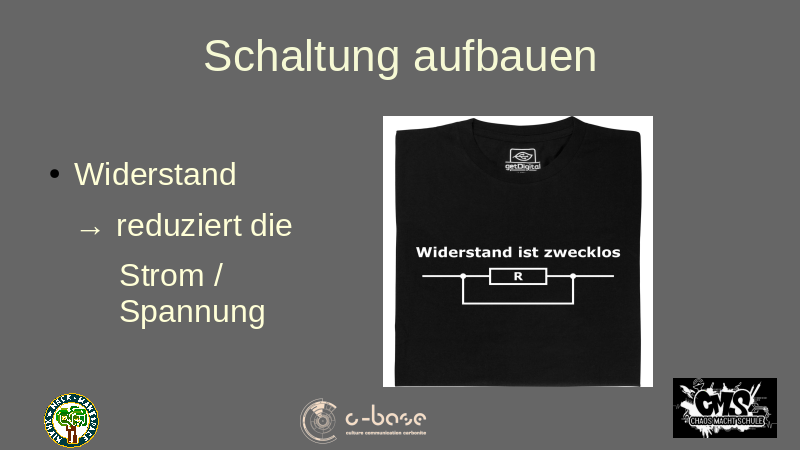 Schaltung aufbauen
• Widerstand
→ reduziert die
Strom /
Spannung
getDigital
Widerstand ist zwecklos
R
c-base
culture communication carbonite
CMS
CHAOS MACHT SCHULE